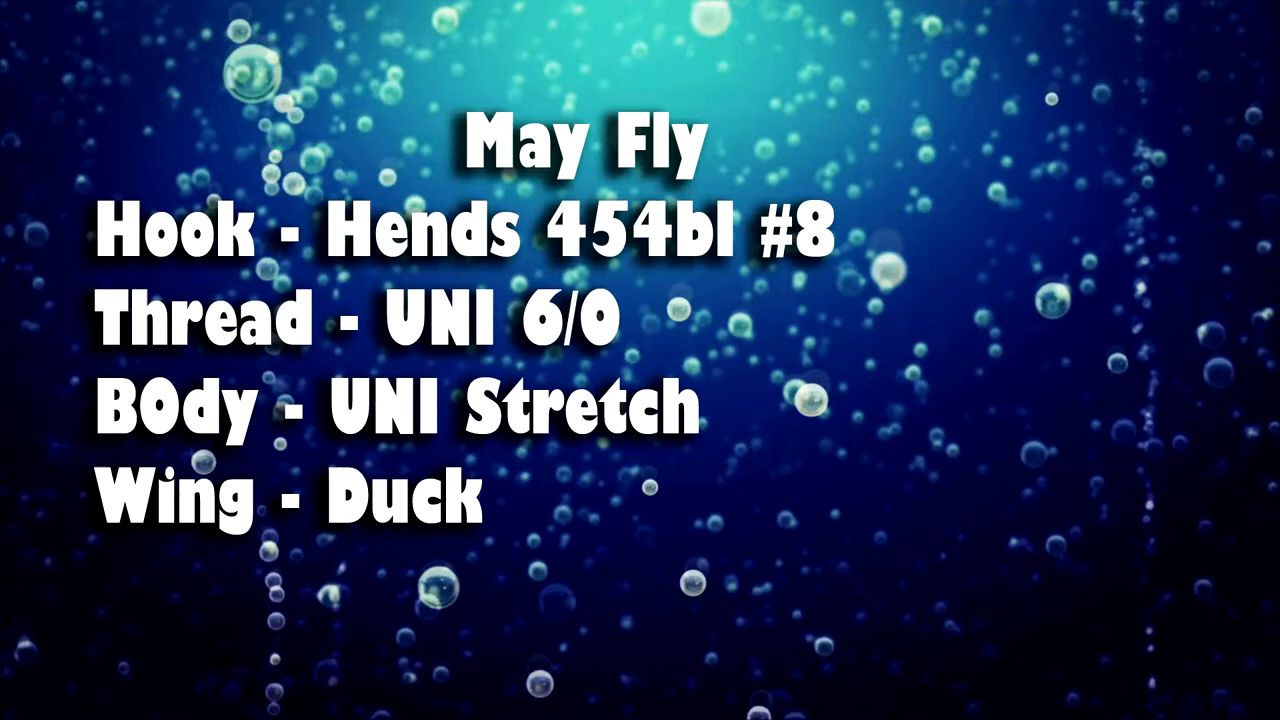 May Fly
Hook - Hends 454bl #8
Thread - UNI 6/0
BOdy - UNI Stretch
Wing - Duck